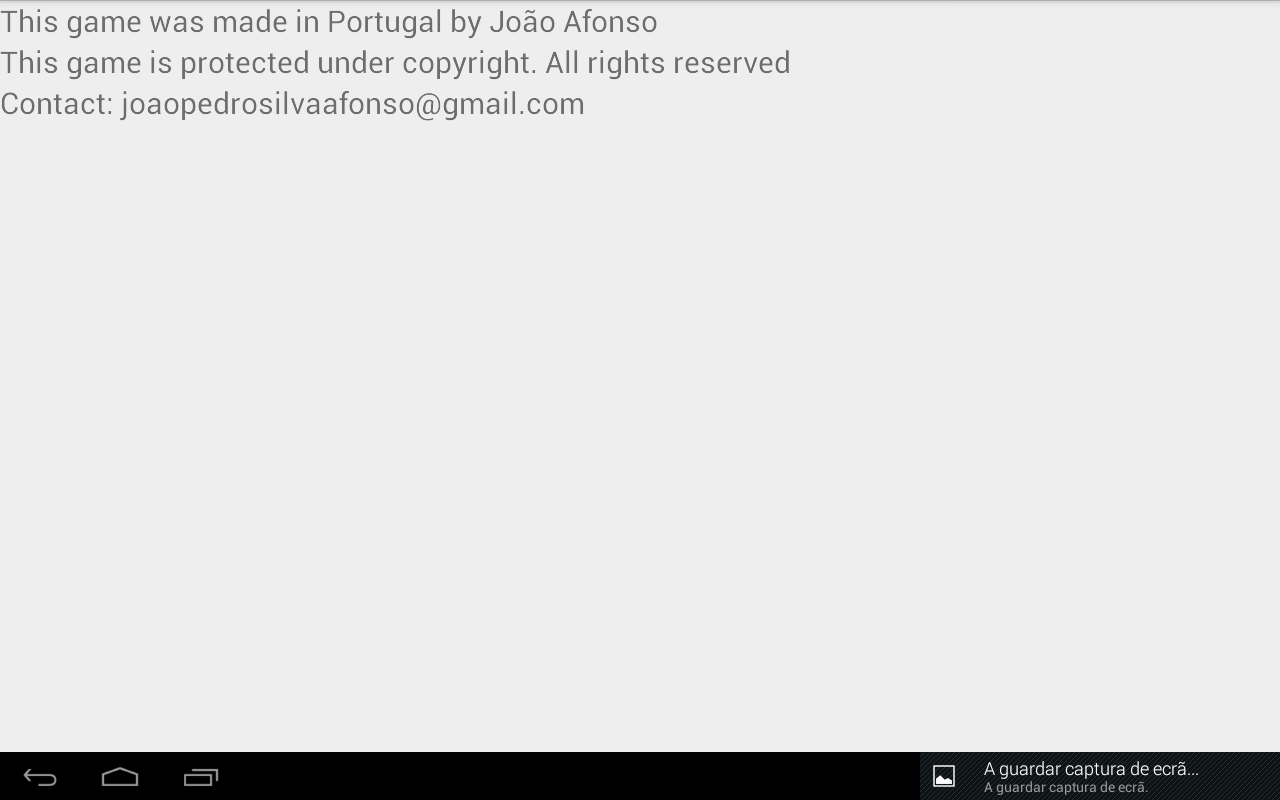 This game was made in Portugal by João Afonso
This game is protected under copyright. All rights reserved
Contact: joaopedrosilvaafonso@gmail.com
A guardar captura de ecrã...
A guardar captura de ecrã.